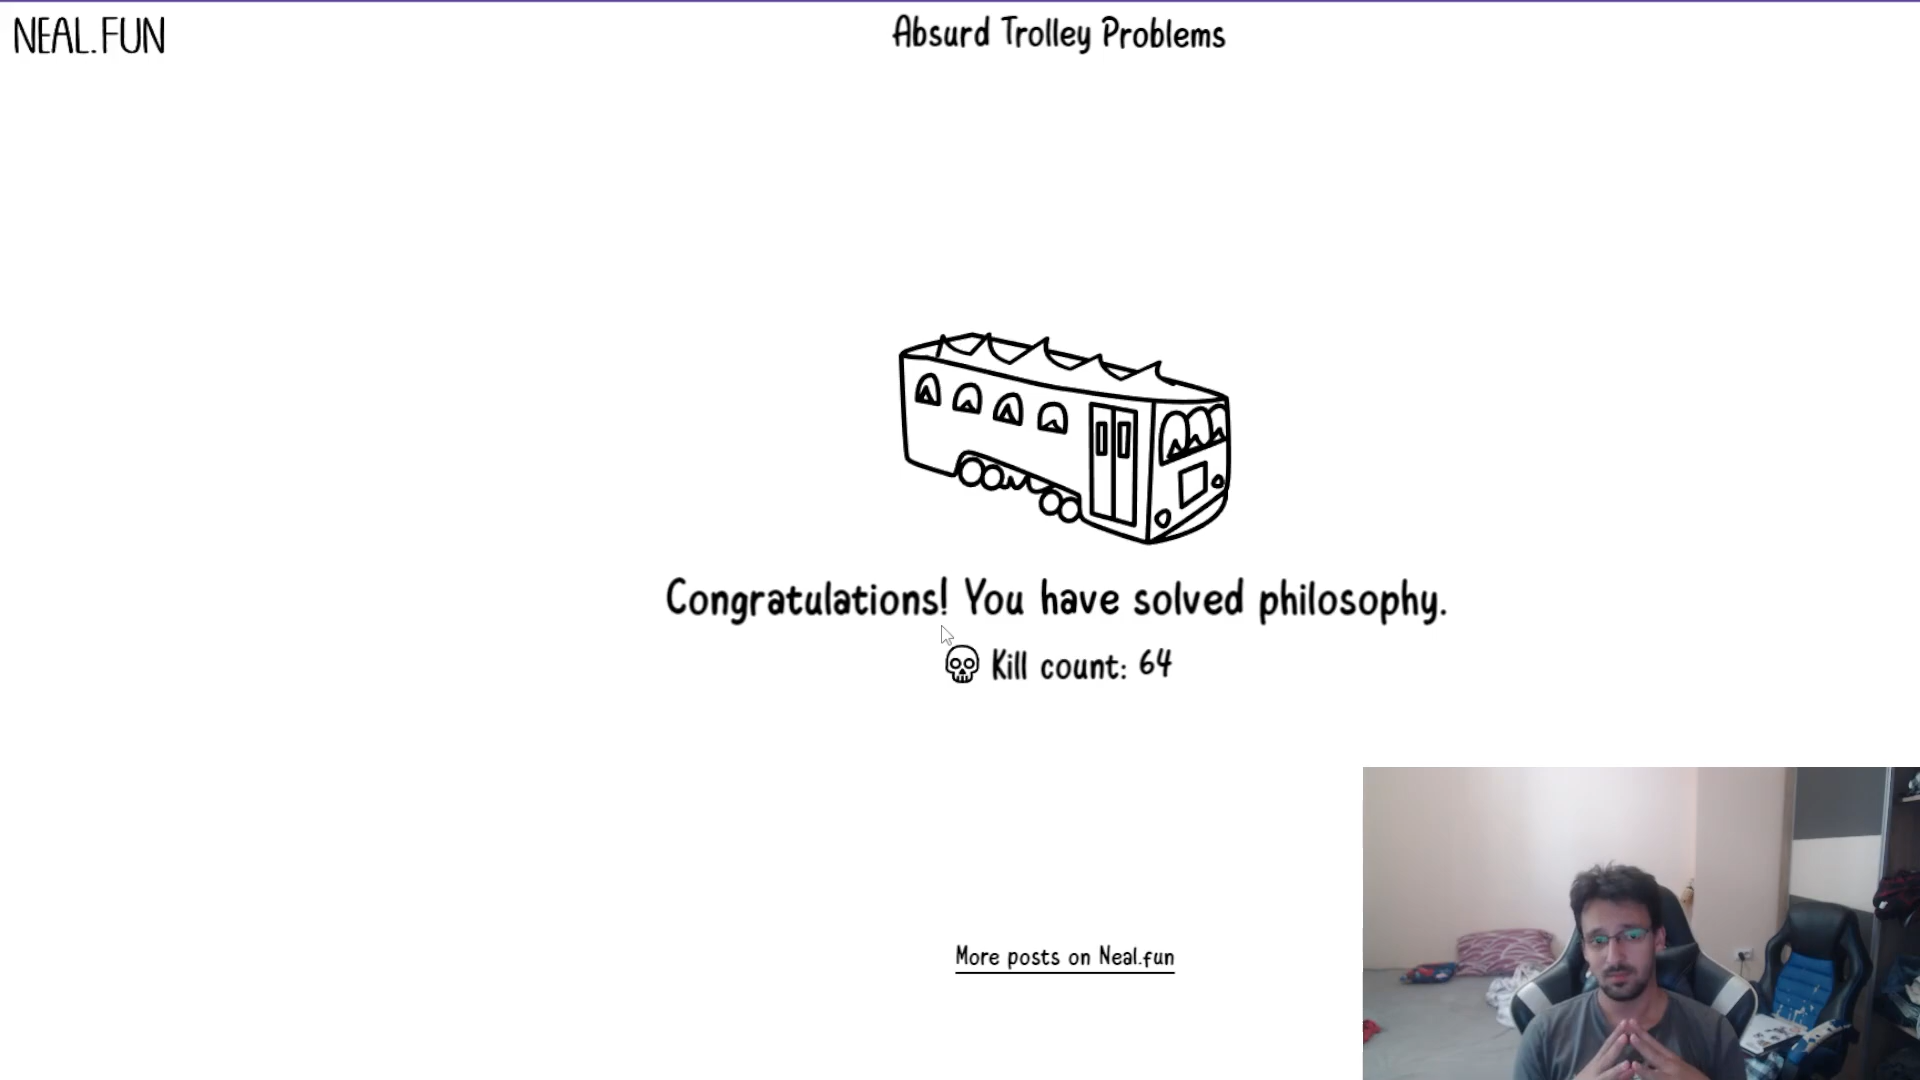 NEAL.FUN
Absurd Trolley Problems
Congratulations! You have solved philosophy.
Kill count: 64
More posts on Neal.fun